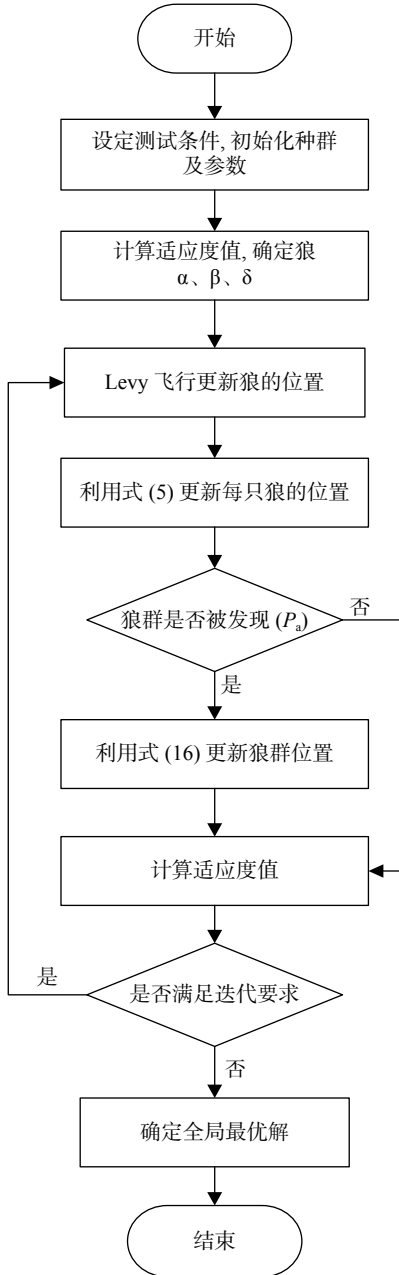 开始
设定测试条件, 初始化种群
及参数
计算适应度值, 确定狼
α、β、δ
Levy 飞行更新狼的位置
利用式 (5) 更新每只狼的位置
狼群是否被发现 (Pa)
否
是
利用式 (16) 更新狼群位置
计算适应度值
是
是否满足迭代要求
否
确定全局最优解
结束